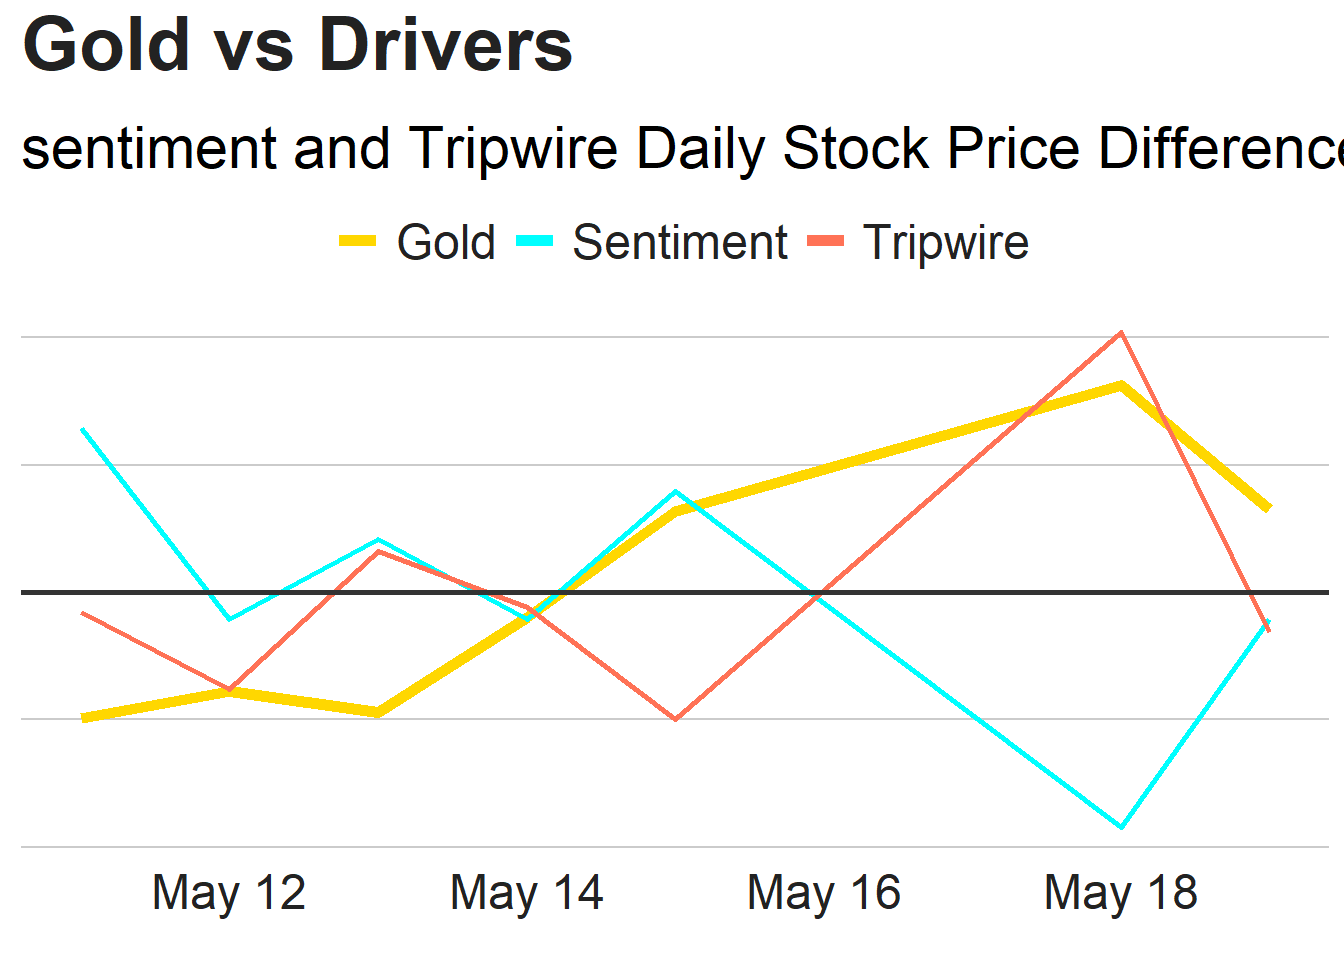 Gold vs Drivers
sentiment and Tripwire Daily Stock Price Difference
Gold Sentiment Tripwire
May 12 May 14 May 16 May 18